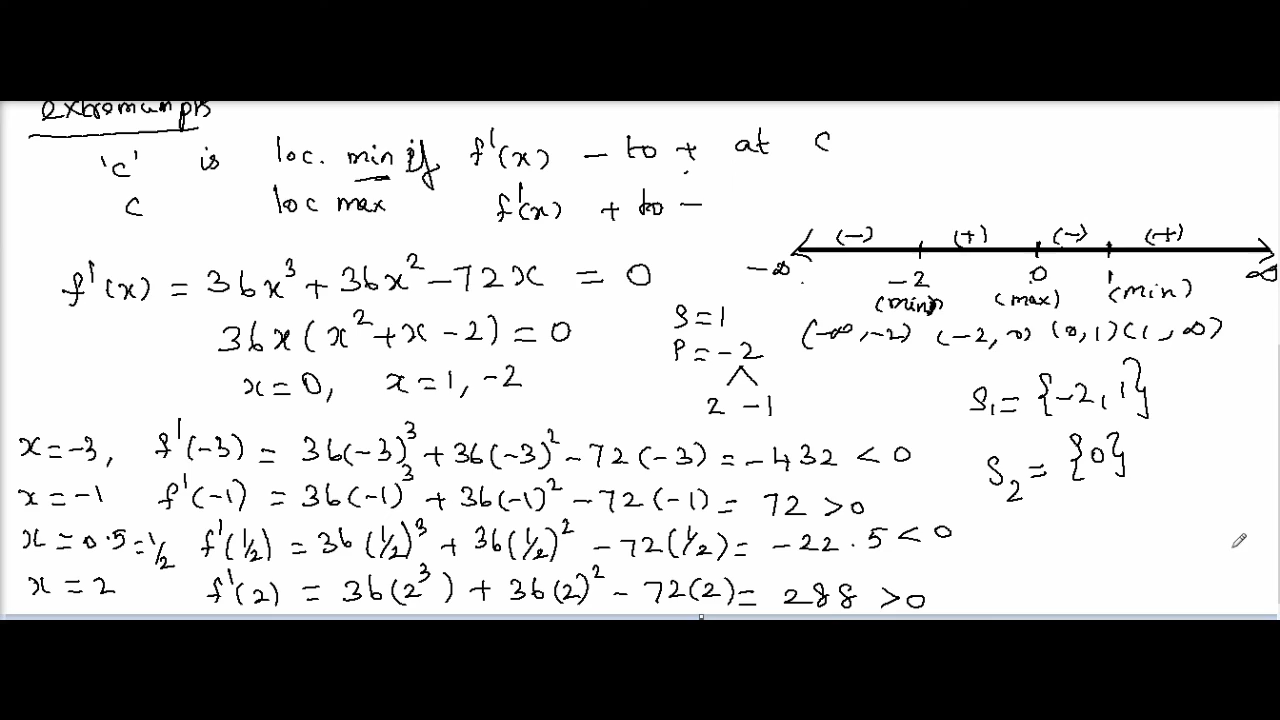 extremum pts
'c' is loc. min if f'(x) - to + at c
c loc max f'(x) + to -
f'(x) = 36x³ + 36x² - 72x = 0
36x(x² + x - 2) = 0
x = 0, x = 1, -2
S = 1
P = -2
2 -1
(-) (+) (-) (+)
-∞ -2 0 1 ∞
(min) (max) (min)
(-∞, -2) (-2, 0) (0, 1) (1, ∞)
S₁ = {-2, 1}
S₂ = {0}
x = -3, f'(-3) = 36(-3)³ + 36(-3)² - 72(-3) = -432 < 0
x = -1 f'(-1) = 36(-1)³ + 36(-1)² - 72(-1) = 72 > 0
x = 0.5 = 1/2 f'(1/2) = 36(1/2)³ + 36(1/2)² - 72(1/2) = -22.5 < 0
x = 2 f'(2) = 36(2³) + 36(2)² - 72(2) = 288 > 0